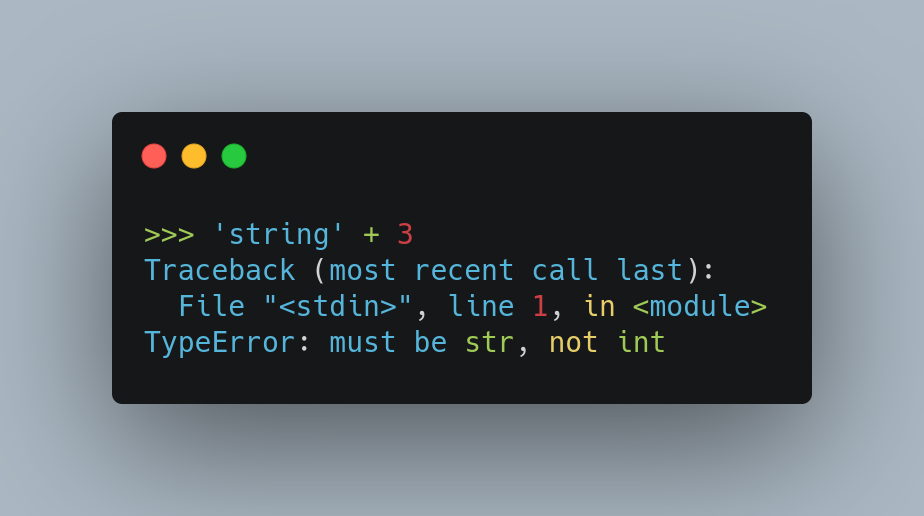 >>> 'string' + 3
Traceback (most recent call last):
  File "<stdin>", line 1, in <module>
TypeError: must be str, not int